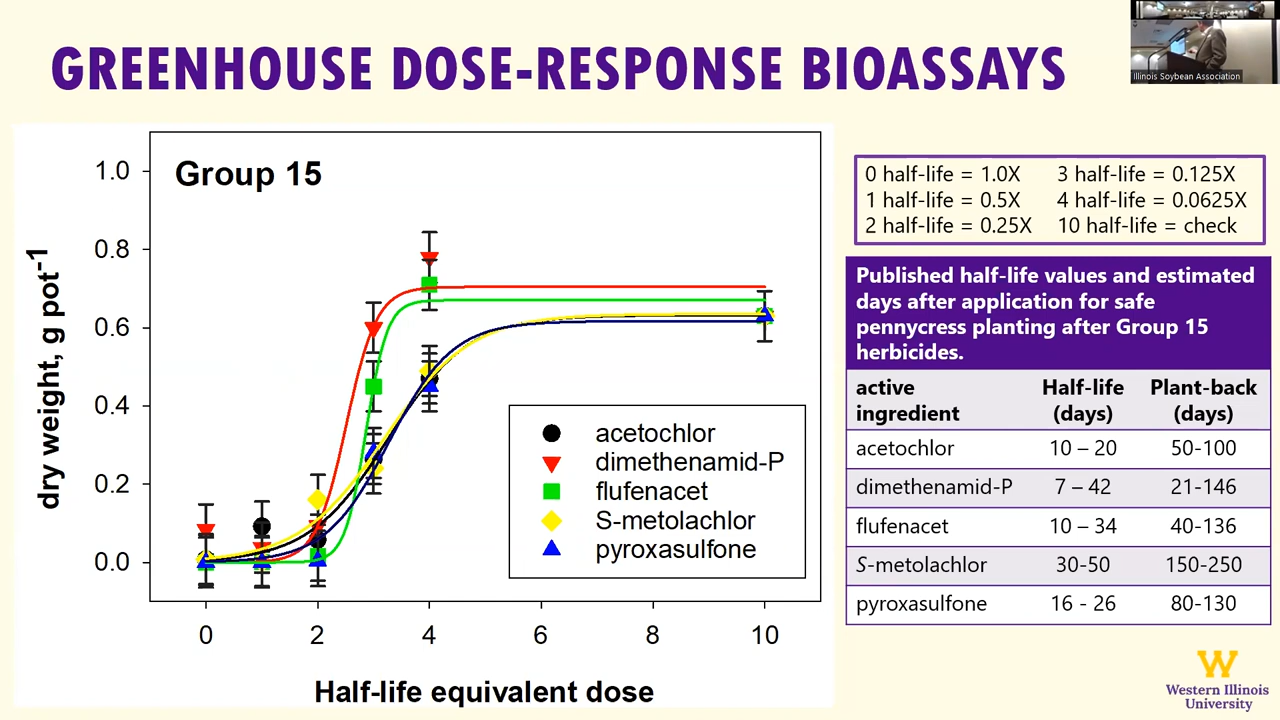 GREENHOUSE DOSE-RESPONSE BIOASSAYS
Illinois Soybean Association
Group 15
1.0
0.8
0.6
0.4
0.2
0.0
dry weight, g pot-1
0 2 4 6 8 10
Half-life equivalent dose
acetochlor
dimethenamid-P
flufenacet
S-metolachlor
pyroxasulfone
0 half-life = 1.0X 3 half-life = 0.125X
1 half-life = 0.5X 4 half-life = 0.0625X
2 half-life = 0.25X 10 half-life = check
Published half-life values and estimated
days after application for safe
pennycress planting after Group 15
herbicides.
active Half-life Plant-back
ingredient (days) (days)
acetochlor 10 – 20 50-100
dimethenamid-P 7 – 42 21-146
flufenacet 10 – 34 40-136
S-metolachlor 30-50 150-250
pyroxasulfone 16 - 26 80-130
W
Western Illinois
University